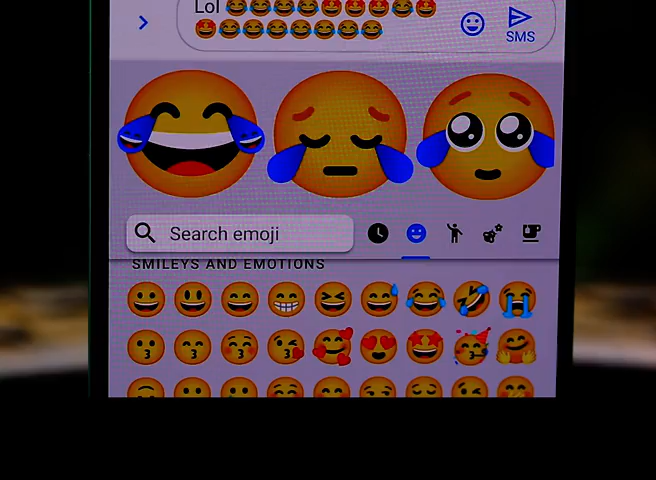 Lol 😂😂😂😂🤩🤩🤩😂🤩
🤩😂😂😂😂😂😂😂
SMS
Search emoji
SMILEYS AND EMOTIONS